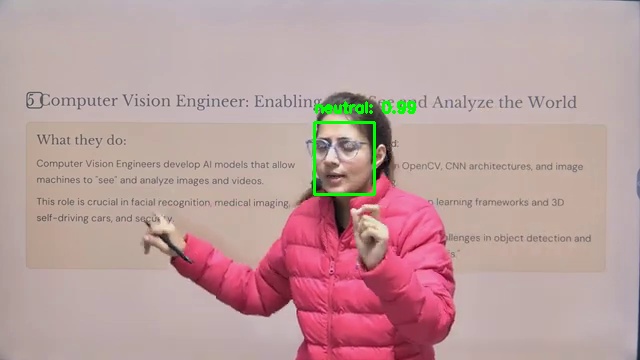 5 Computer Vision Engineer: Enabling and Analyze the World
neutral: 0.99
What they do:
Computer Vision Engineers develop AI models that allow
machines to "see" and analyze images and videos.
This role is crucial in facial recognition, medical imaging,
self-driving cars, and security.
OpenCV, CNN architectures, and image
learning frameworks and 3D
challenges in object detection and